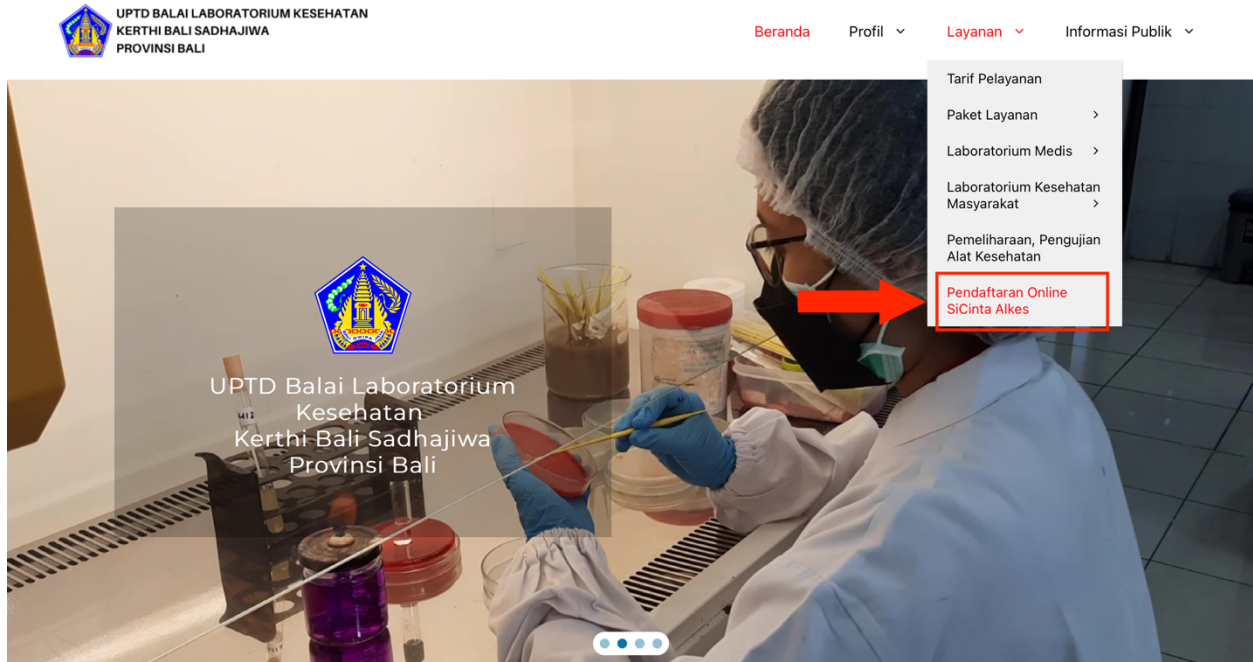 UPTD BALAI LABORATORIUM KESEHATAN
KERTHI BALI SADHAJIWA
PROVINSI BALI
Beranda
Profil
Layanan
Informasi Publik
Tarif Pelayanan
Paket Layanan
Laboratorium Medis
Laboratorium Kesehatan
Masyarakat
Pemeliharaan, Pengujian
Alat Kesehatan
Pendaftaran Online
SiCinta Alkes
UPTD Balai Laboratorium
Kesehatan
Kerthi Bali Sadhajiwa
Provinsi Bali